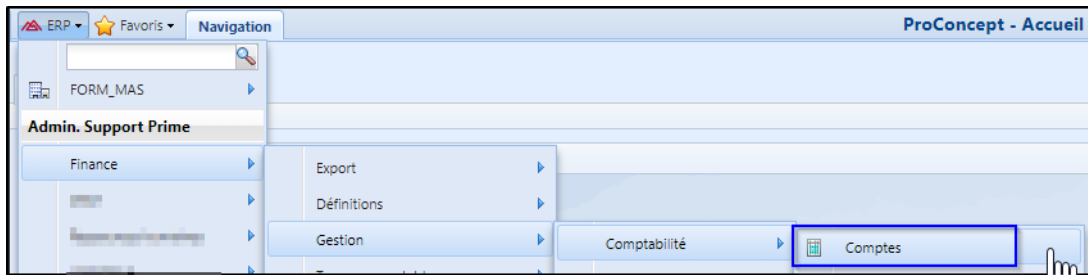 ERP Favoris Navigation ProConcept - Accueil
FORM_MAS
Admin. Support Prime
Finance
Export
Définitions
Gestion
Comptabilité
Comptes